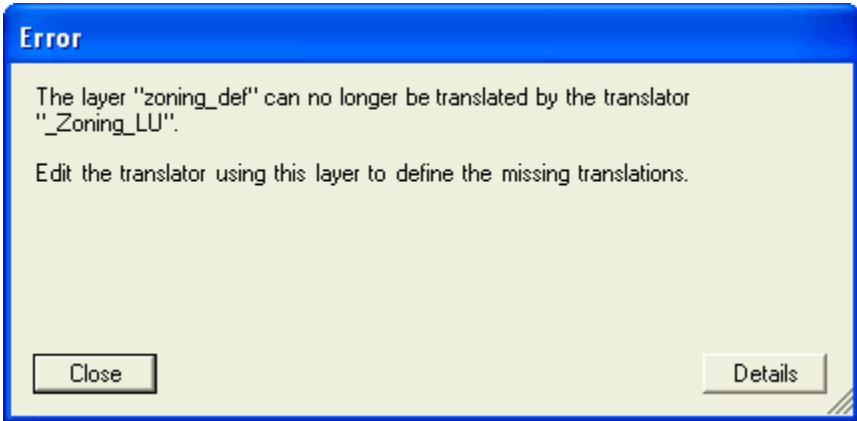 Error
The layer "zoning_def" can no longer be translated by the translator
"_Zoning_LU".
Edit the translator using this layer to define the missing translations.
Close
Details